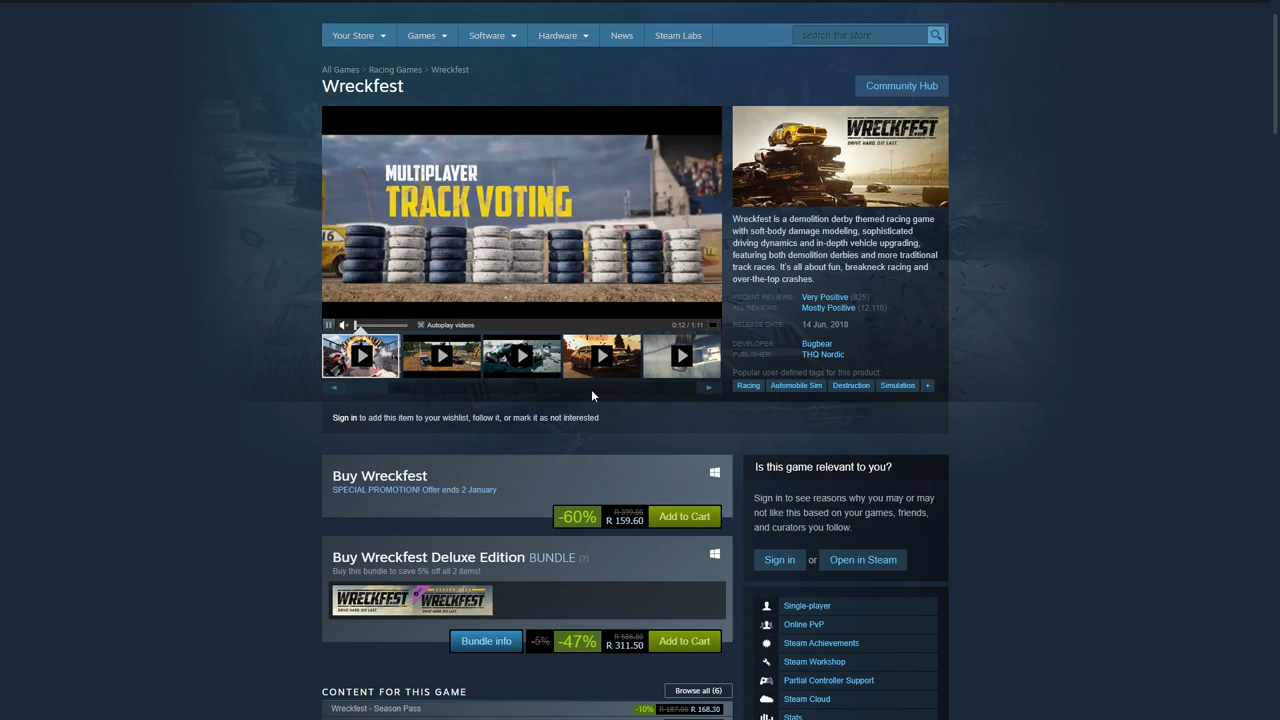 Your Store
Games
Software
Hardware
News
Steam Labs
search the store
All Games > Racing Games > Wreckfest
Wreckfest
Community Hub
MULTIPLAYER
TRACK VOTING
16
Autoplay videos
0:12 / 1:11
WRECKFEST
DRIVE HARD. DIE LAST.
Wreckfest is a demolition derby themed racing game
with soft-body damage modeling, sophisticated
driving dynamics and in-depth vehicle upgrading,
featuring both demolition derbies and more traditional
track races. It's all about fun, breakneck racing and
over-the-top crashes.
RECENT REVIEWS: Very Positive (825)
ALL REVIEWS: Mostly Positive (12,116)
RELEASE DATE: 14 Jun, 2018
DEVELOPER: Bugbear
PUBLISHER: THQ Nordic
Popular user-defined tags for this product:
Racing Automobile Sim Destruction Simulation +
Sign in to add this item to your wishlist, follow it, or mark it as not interested
Buy Wreckfest
SPECIAL PROMOTION! Offer ends 2 January
-60% R 399.00 R 159.60 Add to Cart
Buy Wreckfest Deluxe Edition BUNDLE (?)
Buy this bundle to save 5% off all 2 items!
WRECKFEST WRECKFEST
DRIVE HARD. DIE LAST. DRIVE HARD. DIE LAST.
Bundle info -5% -47% R 586.00 R 311.50 Add to Cart
CONTENT FOR THIS GAME Browse all (6)
Wreckfest - Season Pass -10% R 187.00 R 168.30
Is this game relevant to you?
Sign in to see reasons why you may or may
not like this based on your games, friends,
and curators you follow.
Sign in or Open in Steam
Single-player
Online PvP
Steam Achievements
Steam Workshop
Partial Controller Support
Steam Cloud
Stats